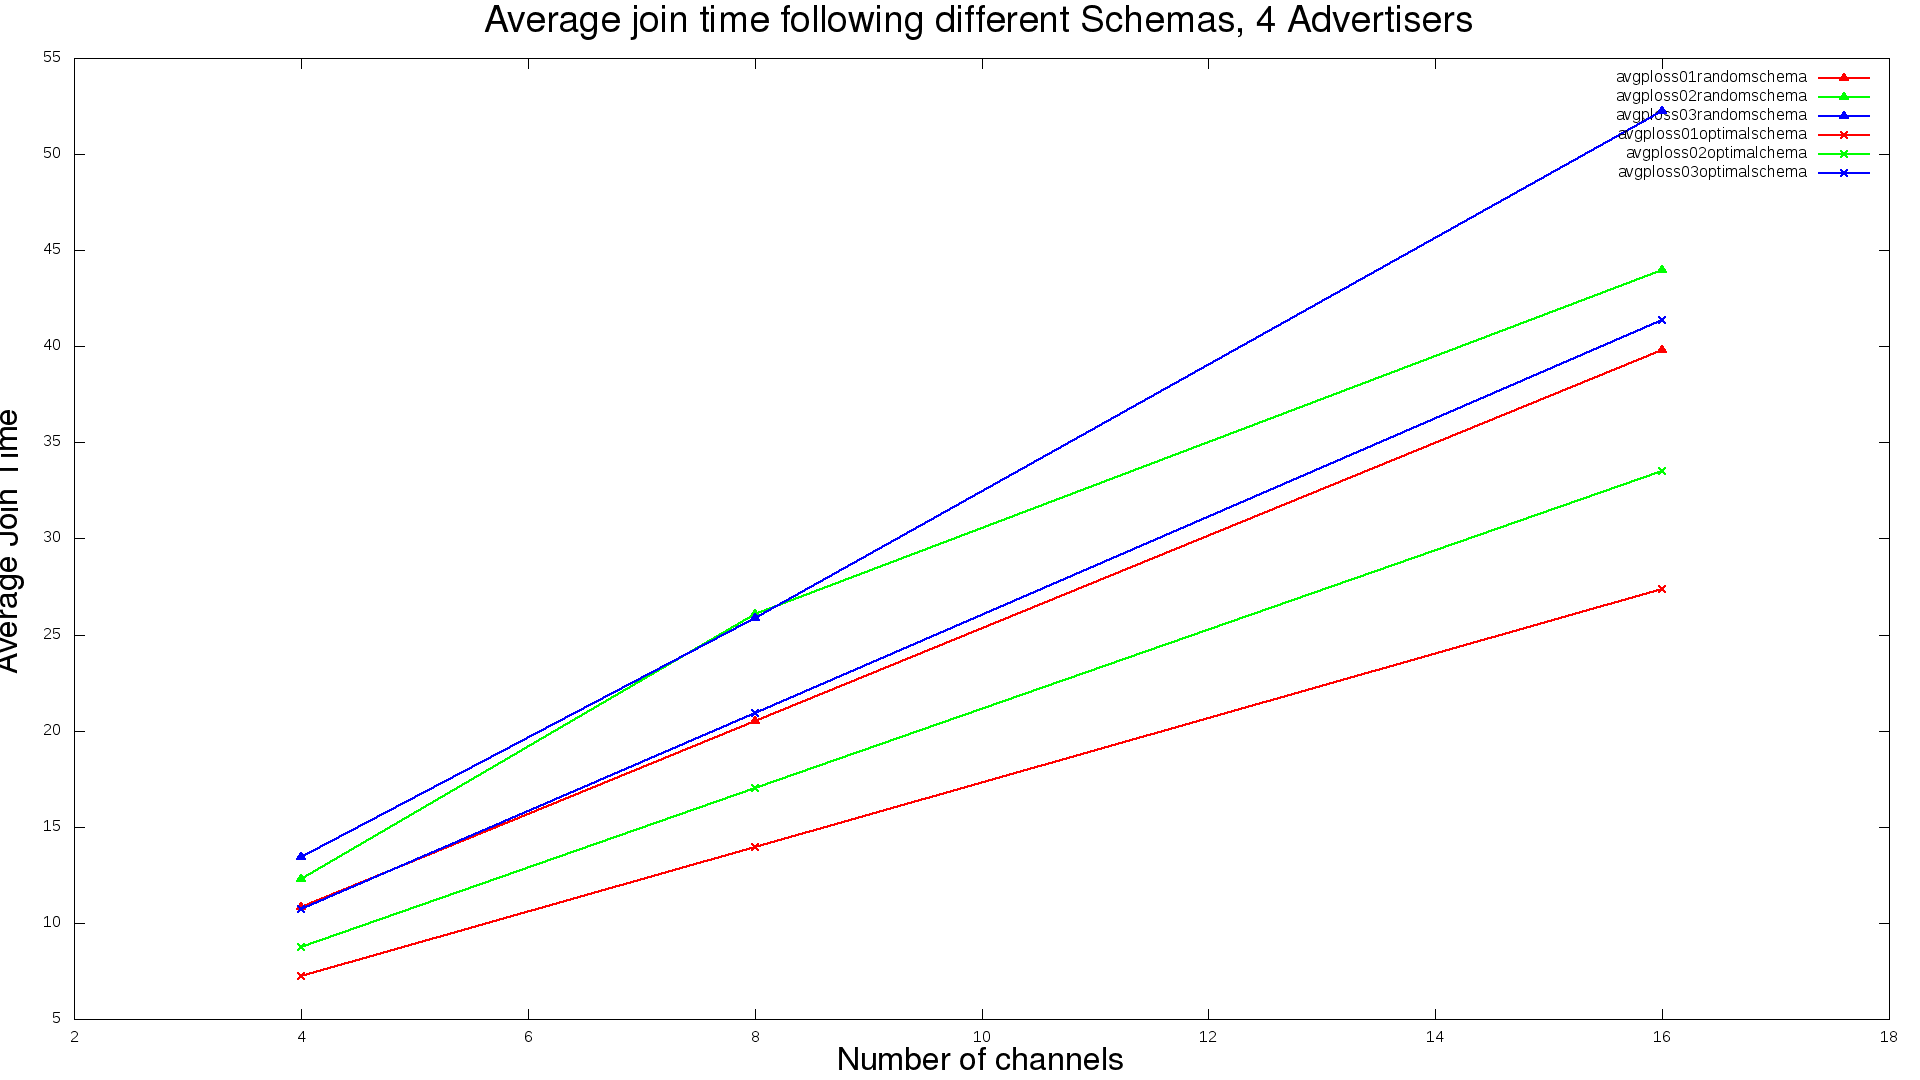 Average join time following different Schemas, 4 Advertisers
55
50
45
40
35
30
25
20
15
10
5
Average Join Time
avgploss01randomschema
avgploss02randomschema
avgploss03randomschema
avgploss01optimalschema
avgploss02optimalchema
avgploss03optimalschema
2 4 6 8 10 12 14 16 18
Number of channels